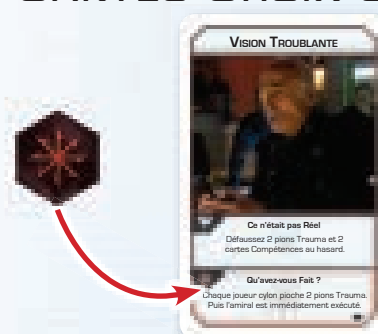 Vision Troublante
Ce n'était pas Réel
Défaussez 2 pions Trauma et 2
cartes Compétences au hasard.
Qu'avez-vous Fait ?
Chaque joueur cylon pioche 2 pions Trauma.
Puis l'amiral est immédiatement exécuté.